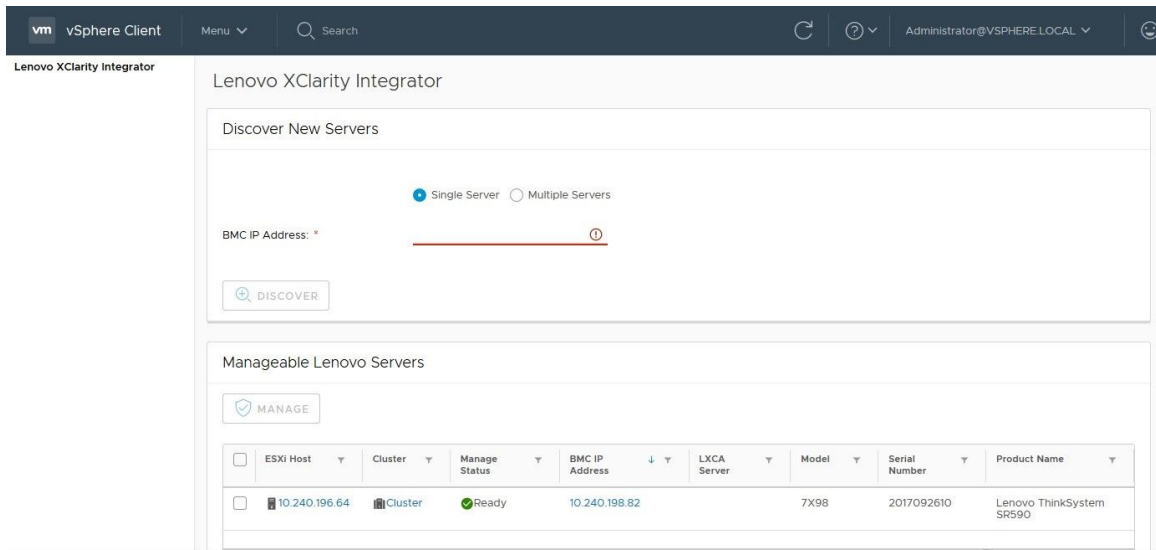 vm vSphere Client Menu Search Administrator@VSPHERE.LOCAL
Lenovo XClarity Integrator
Lenovo XClarity Integrator
Discover New Servers
Single Server Multiple Servers
BMC IP Address: *
DISCOVER
Manageable Lenovo Servers
MANAGE
ESXi Host Cluster Manage Status BMC IP Address LXCA Server Model Serial Number Product Name
10.240.196.64 Cluster Ready 10.240.198.82 7X98 2017092610 Lenovo ThinkSystem
SR590